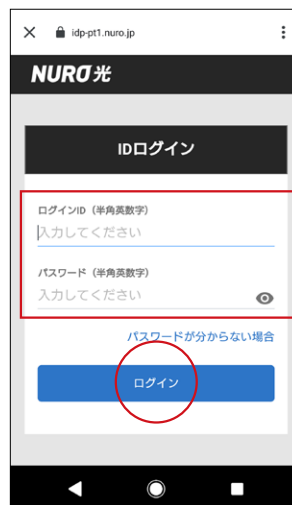 idp-pt1.nuro.jp
NURO光
IDログイン
ログインID（半角英数字）
入力してください
パスワード（半角英数字）
入力してください
パスワードが分からない場合
ログイン